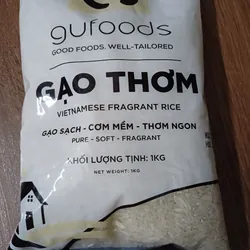 gufoods
GOOD FOODS. WELL-TAILORED
GẠO THƠM
VIETNAMESE FRAGRANT RICE
GẠO SẠCH - CƠM MỀM - THƠM NGON
PURE - SOFT - FRAGRANT
KHỐI LƯỢNG TỊNH: 1KG
NET WEIGHT: 1KG